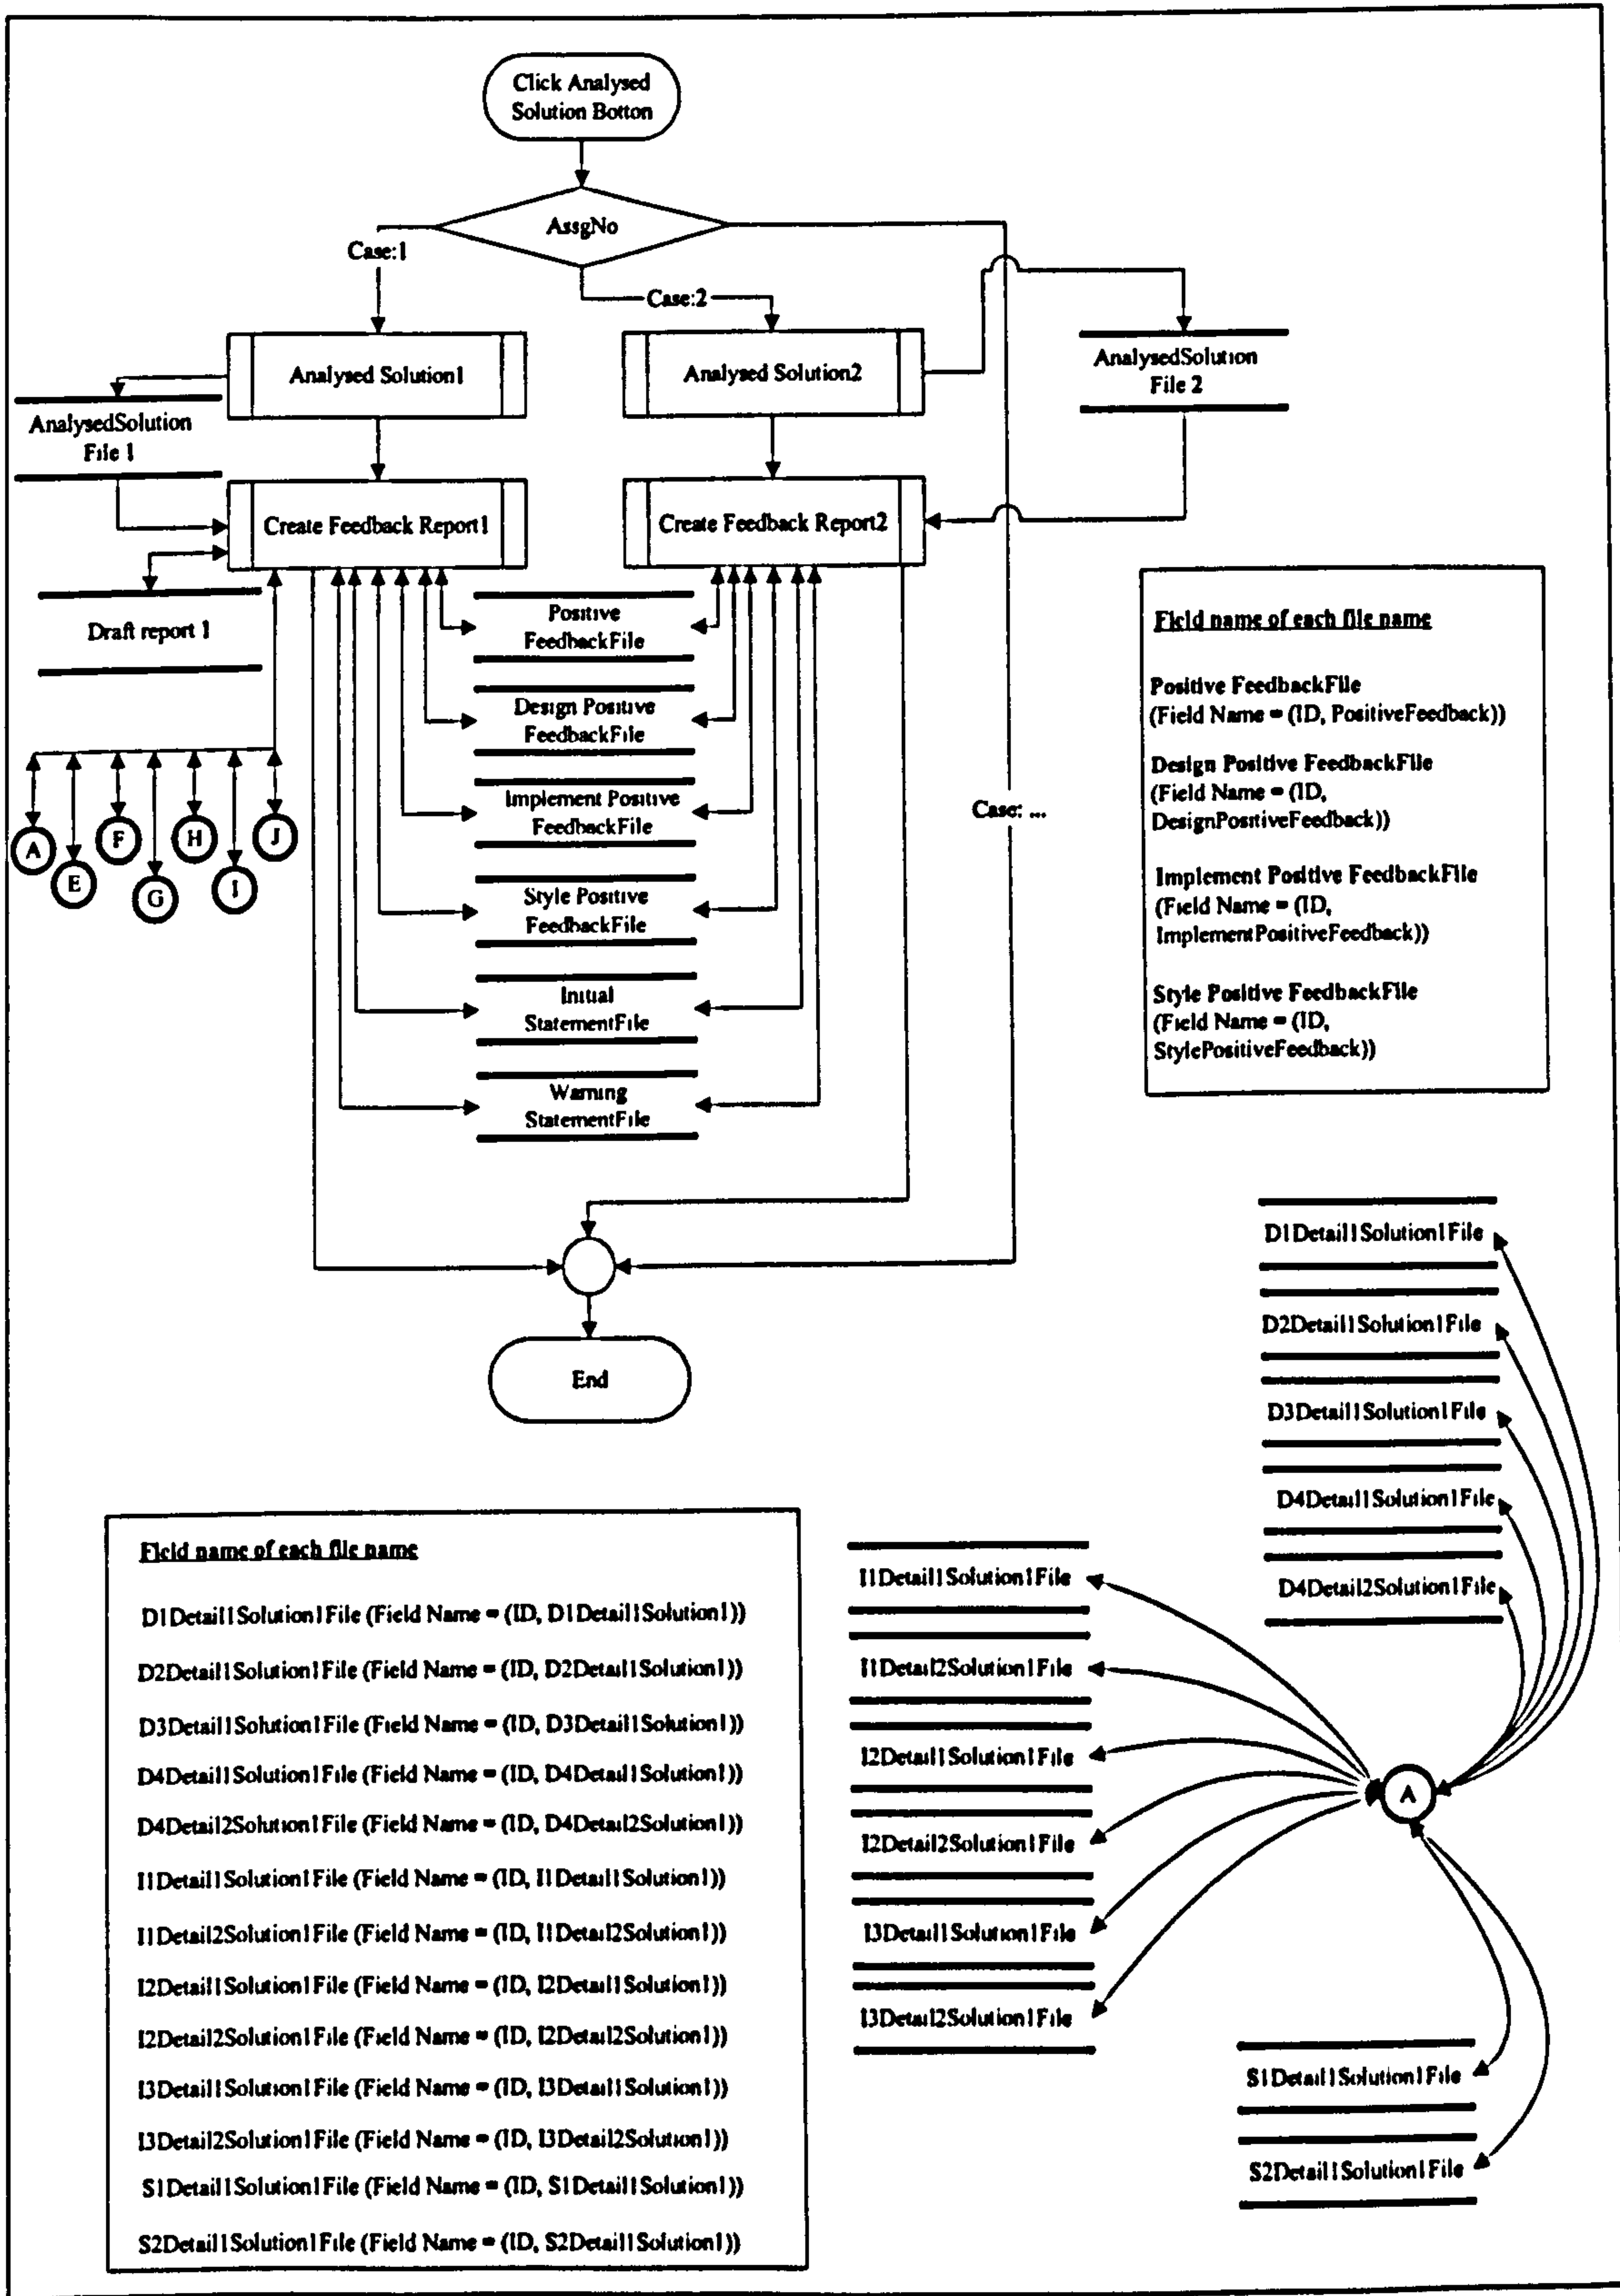 Click Analysed
Solution Botton
AssgNo
Case:1
Case:2
Analysed Solution1
Analysed Solution2
AnalysedSolution
File 2
AnalysedSolution
File 1
Create Feedback Report1
Create Feedback Report2
Draft report 1
Positive
FeedbackFile
Design Positive
FeedbackFile
Implement Positive
FeedbackFile
Style Positive
FeedbackFile
Initial
StatementFile
Warning
StatementFile
Case: ...
A
E
F
G
H
I
J
Field name of each file name
Positive FeedbackFile
(Field Name = (ID, PositiveFeedback))
Design Positive FeedbackFile
(Field Name = (ID,
DesignPositiveFeedback))
Implement Positive FeedbackFile
(Field Name = (ID,
ImplementPositiveFeedback))
Style Positive FeedbackFile
(Field Name = (ID,
StylePositiveFeedback))
End
D1Detail1Solution1File
D2Detail1Solution1File
D3Detail1Solution1File
D4Detail1Solution1File
D4Detail2Solution1File
I1Detail1Solution1File
I1Detail2Solution1File
I2Detail1Solution1File
I2Detail2Solution1File
I3Detail1Solution1File
I3Detail2Solution1File
A
S1Detail1Solution1File
S2Detail1Solution1File
Field name of each file name
D1Detail1Solution1File (Field Name = (ID, D1Detail1Solution1))
D2Detail1Solution1File (Field Name = (ID, D2Detail1Solution1))
D3Detail1Solution1File (Field Name = (ID, D3Detail1Solution1))
D4Detail1Solution1File (Field Name = (ID, D4Detail1Solution1))
D4Detail2Solution1File (Field Name = (ID, D4Detail2Solution1))
I1Detail1Solution1File (Field Name = (ID, I1Detail1Solution1))
I1Detail2Solution1File (Field Name = (ID, I1Detail2Solution1))
I2Detail1Solution1File (Field Name = (ID, I2Detail1Solution1))
I2Detail2Solution1File (Field Name = (ID, I2Detail2Solution1))
I3Detail1Solution1File (Field Name = (ID, I3Detail1Solution1))
I3Detail2Solution1File (Field Name = (ID, I3Detail2Solution1))
S1Detail1Solution1File (Field Name = (ID, S1Detail1Solution1))
S2Detail1Solution1File (Field Name = (ID, S2Detail1Solution1))